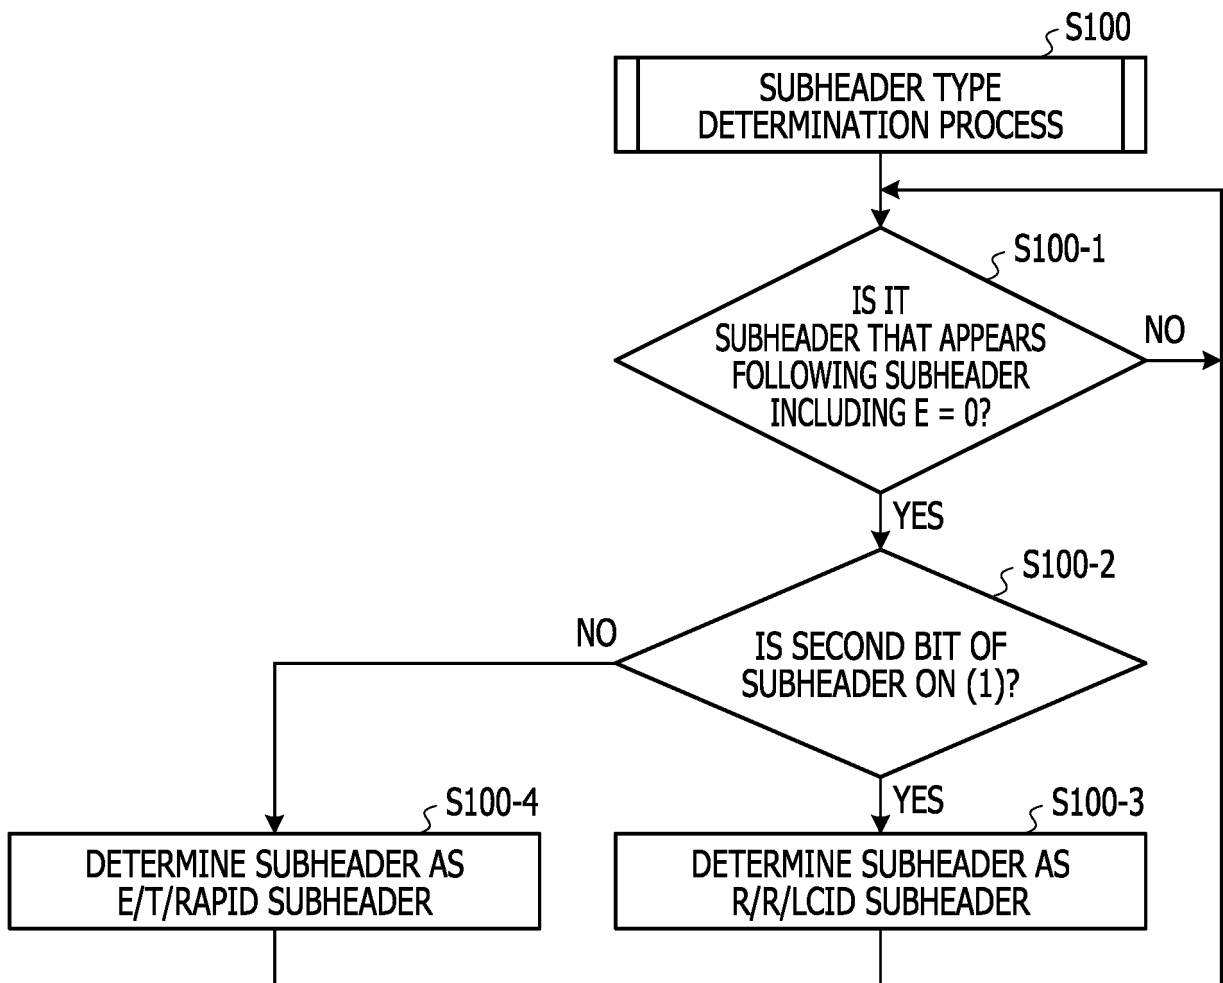 S100
SUBHEADER TYPE
DETERMINATION PROCESS
S100-1
IS IT
SUBHEADER THAT APPEARS
FOLLOWING SUBHEADER
INCLUDING E = 0?
NO
YES
S100-2
IS SECOND BIT OF
SUBHEADER ON (1)?
NO
YES
S100-4
DETERMINE SUBHEADER AS
E/T/RAPID SUBHEADER
S100-3
DETERMINE SUBHEADER AS
R/R/LCID SUBHEADER